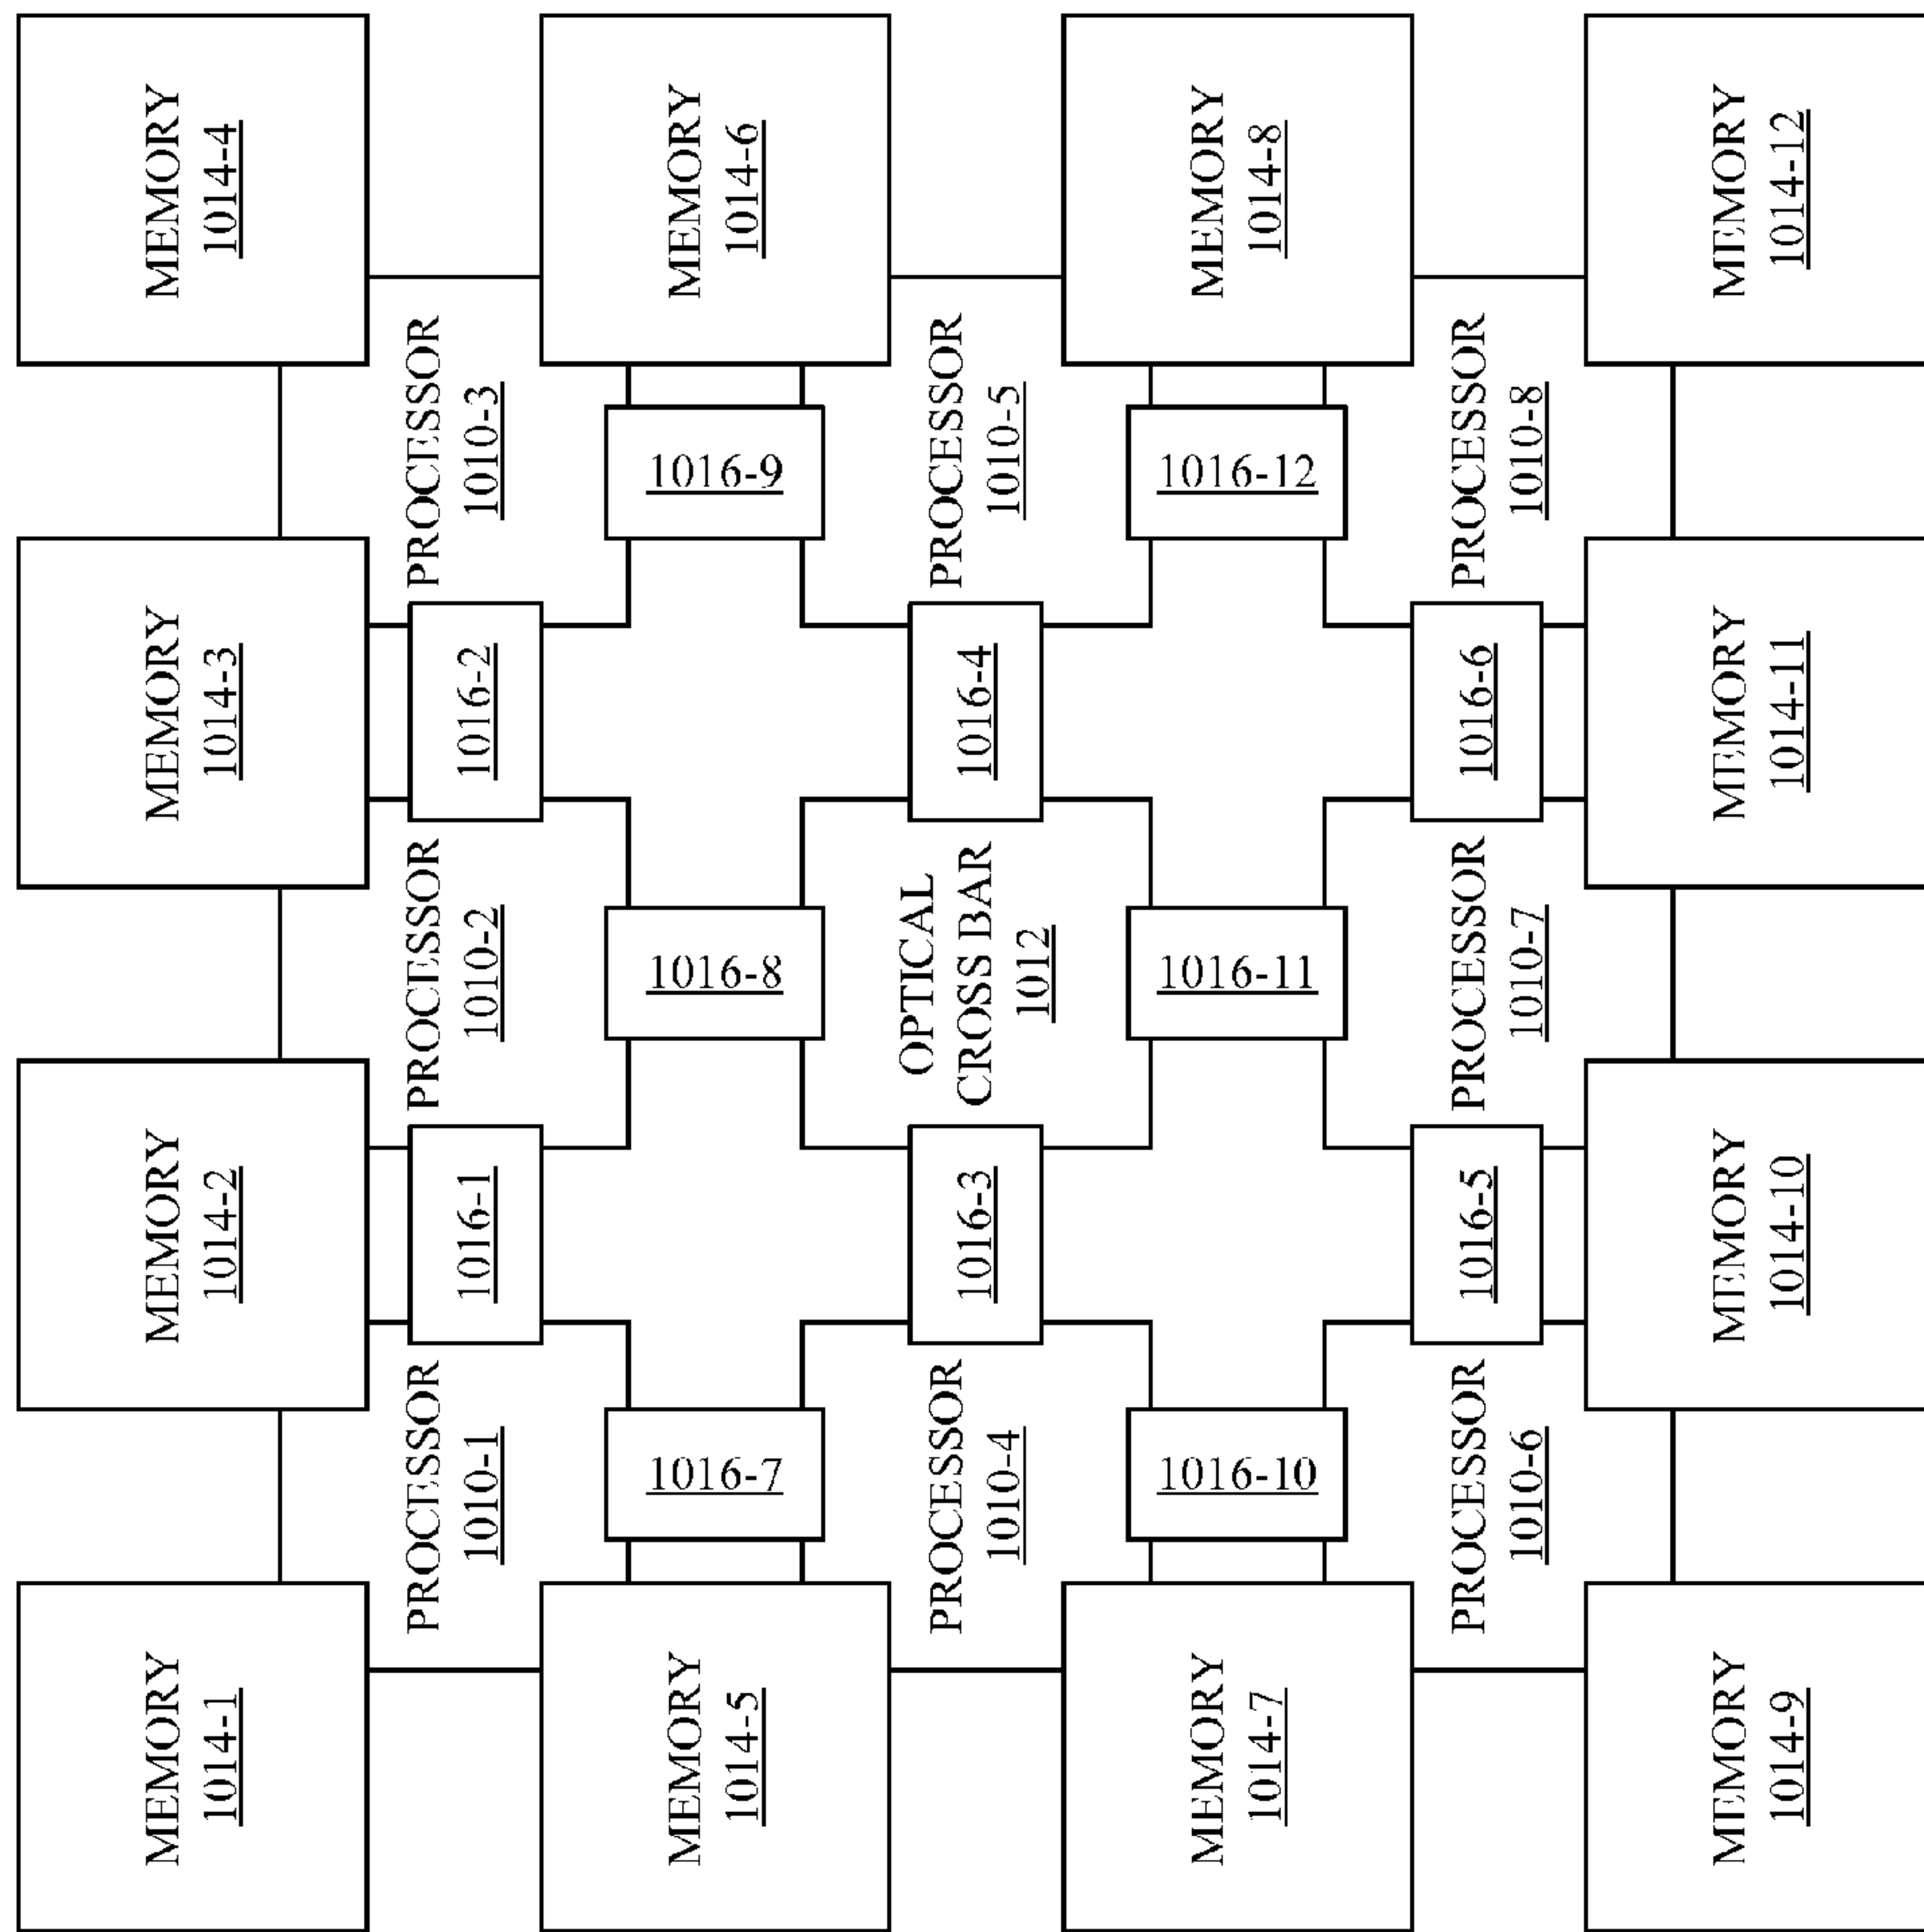 MEMORY
1014-1
MEMORY
1014-2
MEMORY
1014-3
MEMORY
1014-4
PROCESSOR
1010-1
1016-1
PROCESSOR
1010-2
1016-2
PROCESSOR
1010-3
MEMORY
1014-5
1016-7
1016-8
1016-9
MEMORY
1014-6
PROCESSOR
1010-4
1016-3
OPTICAL
CROSS BAR
1012
1016-4
PROCESSOR
1010-5
MEMORY
1014-7
1016-10
1016-11
1016-12
MEMORY
1014-8
PROCESSOR
1010-6
1016-5
PROCESSOR
1010-7
1016-6
PROCESSOR
1010-8
MEMORY
1014-9
MEMORY
1014-10
MEMORY
1014-11
MEMORY
1014-12